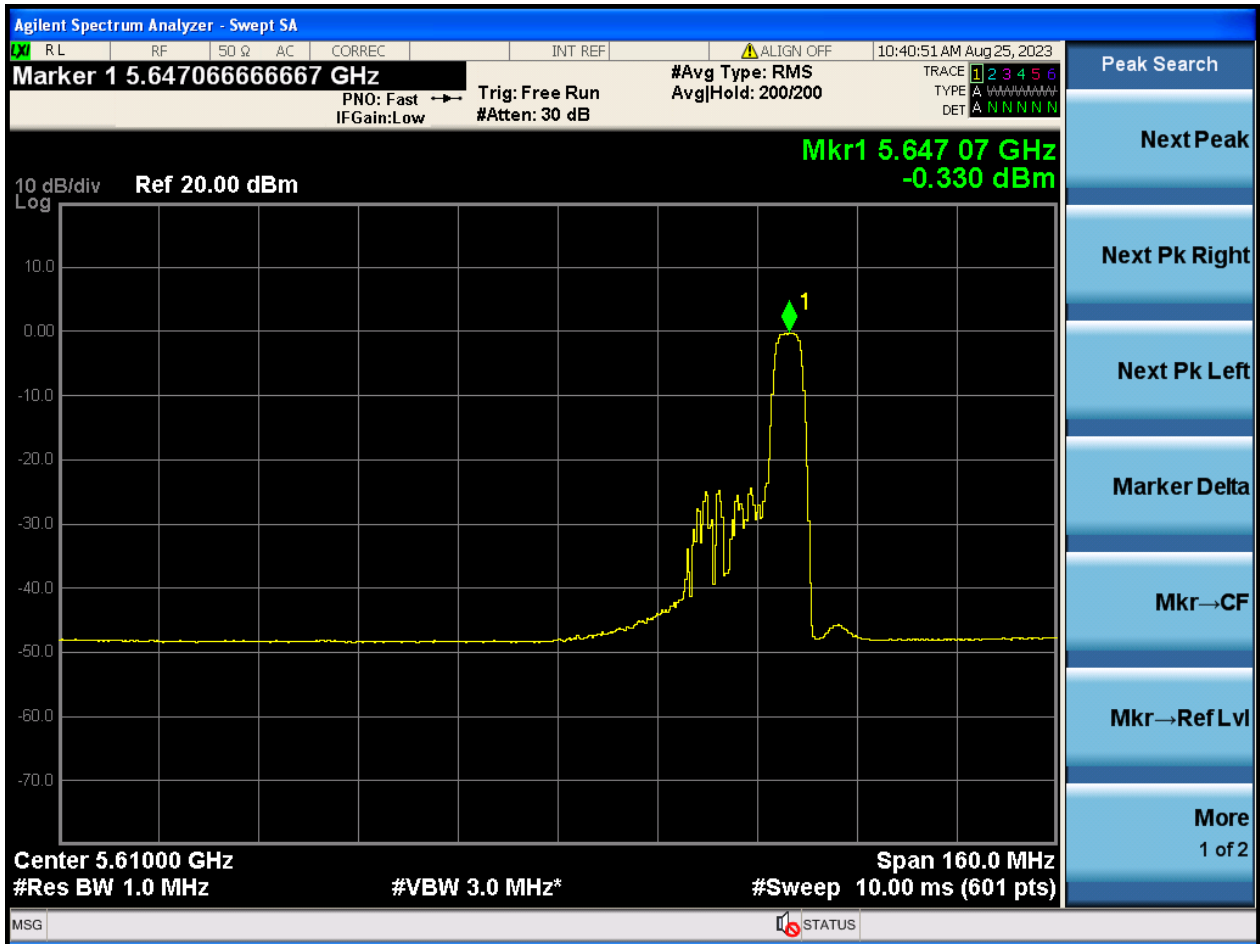 Agilent Spectrum Analyzer - Swept SA
LXI RL RF 50 Ω AC CORREC INT REF ALIGN OFF 10:40:51 AM Aug 25, 2023
Marker 1 5.647066666667 GHz
PNO: Fast
IFGain:Low
Trig: Free Run
#Atten: 30 dB
#Avg Type: RMS
Avg|Hold: 200/200
TRACE 1 2 3 4 5 6
TYPE A WWWWW
DET A N N N N N
Mkr1 5.647 07 GHz
-0.330 dBm
10 dB/div Ref 20.00 dBm
Log
10.0
0.00
-10.0
-20.0
-30.0
-40.0
-50.0
-60.0
-70.0
1
Center 5.61000 GHz Span 160.0 MHz
#Res BW 1.0 MHz #VBW 3.0 MHz* #Sweep 10.00 ms (601 pts)
MSG STATUS
Peak Search
Next Peak
Next Pk Right
Next Pk Left
Marker Delta
Mkr→CF
Mkr→Ref Lvl
More
1 of 2